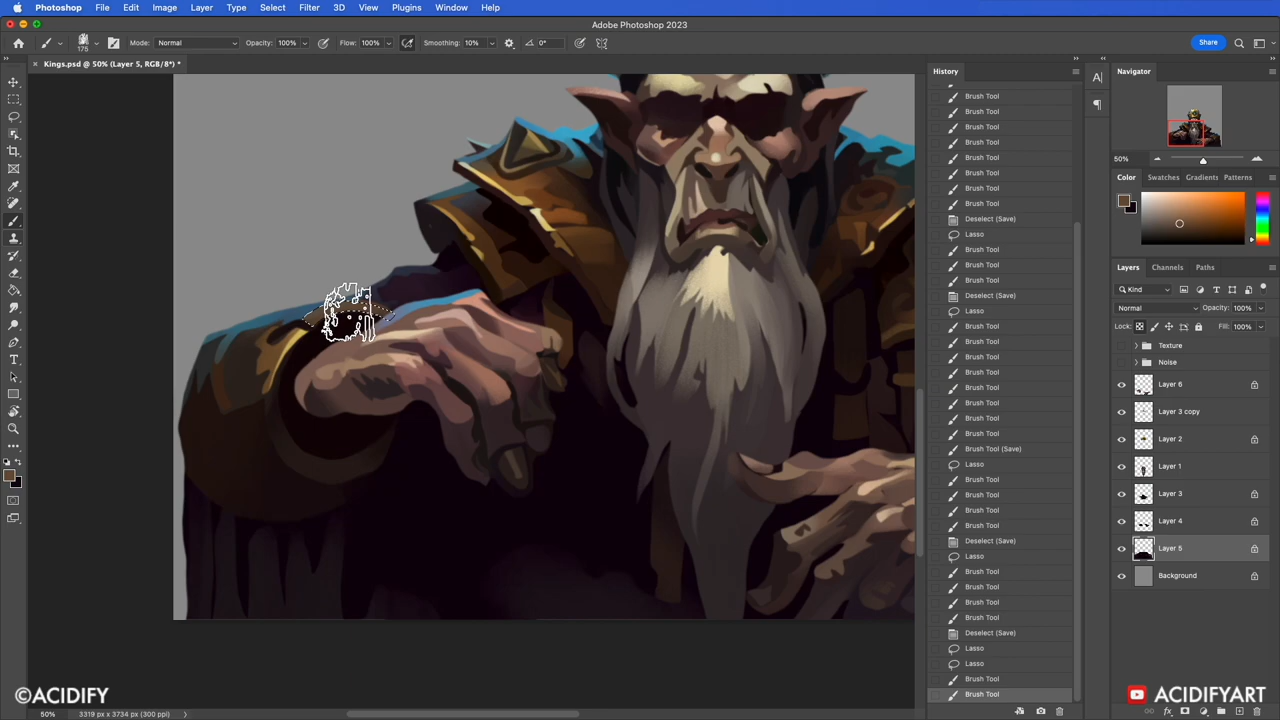 Photoshop File Edit Image Layer Type Select Filter 3D View Plugins Window Help
Adobe Photoshop 2023
175 Mode: Normal Opacity: 100% Flow: 100% Smoothing: 10% 0° Share
Kings.psd @ 50% (Layer 5, RGB/8*) *
History
Brush Tool
Brush Tool
Brush Tool
Brush Tool
Brush Tool
Brush Tool
Brush Tool
Brush Tool
Deselect (Save)
Lasso
Brush Tool
Brush Tool
Brush Tool
Deselect (Save)
Lasso
Brush Tool
Brush Tool
Brush Tool
Brush Tool
Brush Tool
Brush Tool
Brush Tool
Brush Tool
Brush Tool (Save)
Lasso
Brush Tool
Brush Tool
Brush Tool
Brush Tool
Deselect (Save)
Lasso
Brush Tool
Brush Tool
Brush Tool
Brush Tool
Deselect (Save)
Lasso
Lasso
Brush Tool
Brush Tool
Navigator
50%
Color Swatches Gradients Patterns
Layers Channels Paths
Kind
Normal Opacity: 100%
Lock: Fill: 100%
Texture
Noise
Layer 6
Layer 3 copy
Layer 2
Layer 1
Layer 3
Layer 4
Layer 5
Background
©ACIDIFY
ACIDIFYART
50% 3319 px x 3734 px (300 ppi)